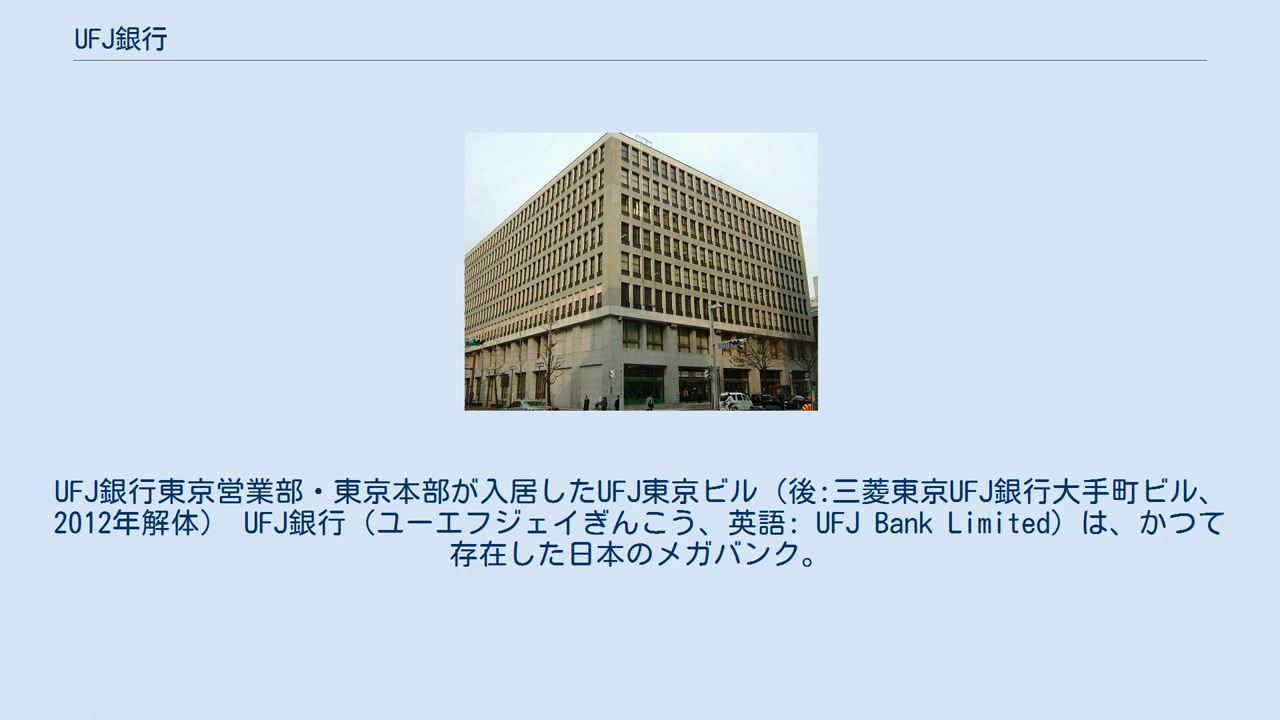 UFJ銀行
UFJ銀行東京営業部・東京本部が入居したUFJ東京ビル（後:三菱東京UFJ銀行大手町ビル、
2012年解体） UFJ銀行（ユーエフジェイぎんこう、英語: UFJ Bank Limited）は、かつて
存在した日本のメガバンク。